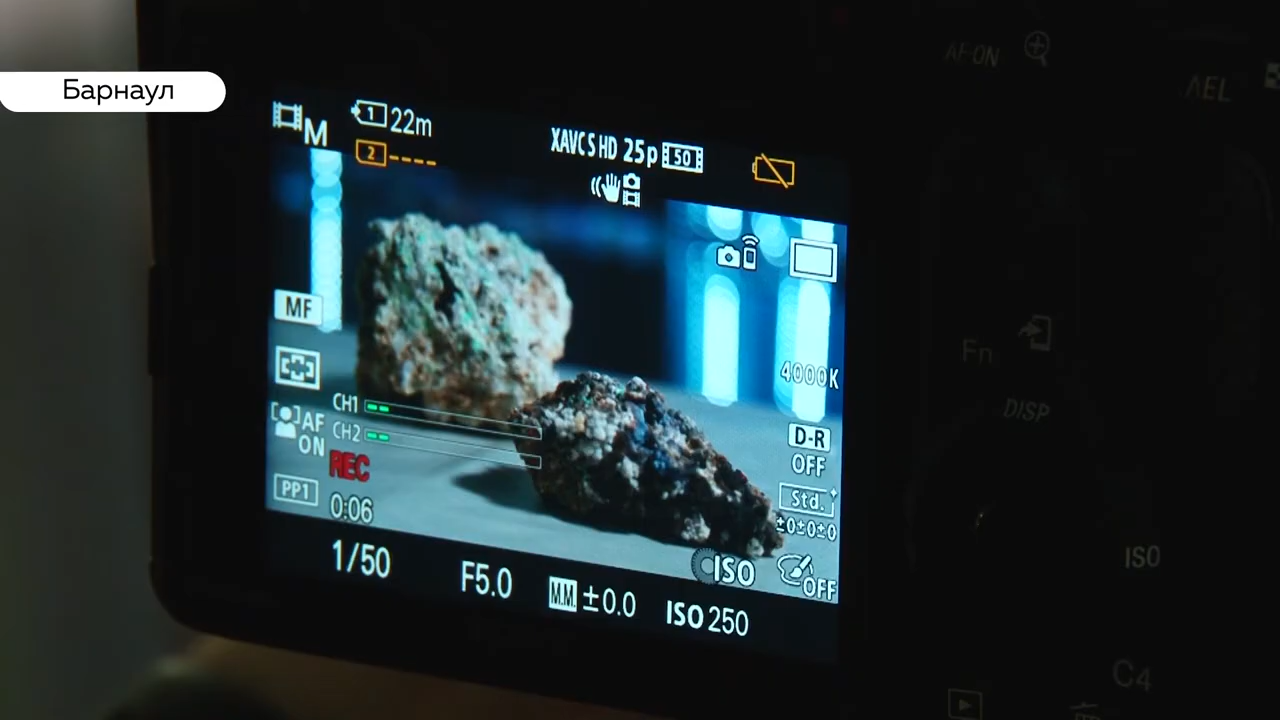 Барнаул
AF-ON
AEL
M
1 22m
2 ----
XAVC S HD 25p 50
MF
4000K
Fn
DISP
CH1
CH2
AF
ON
REC
D-R
OFF
PP1
0:06
Std.
±0±0±0
ISO
OFF
1/50
F5.0
M.M. ±0.0
ISO 250
ISO
C4